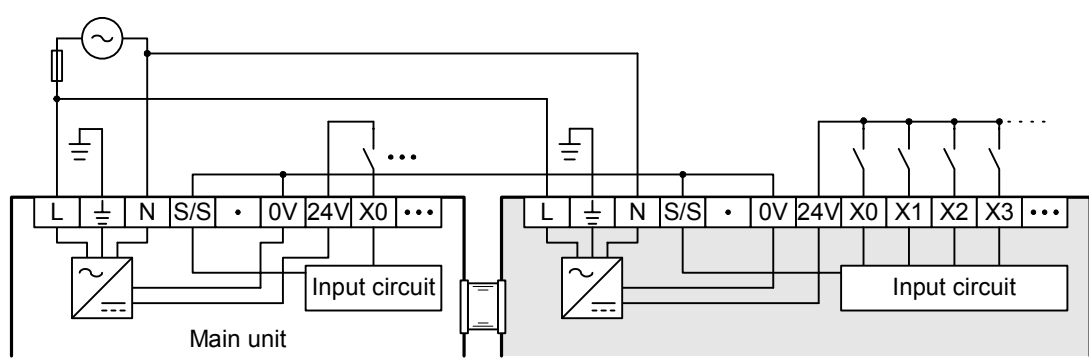 L ⏚ N S/S • 0V 24V X0 •••
L ⏚ N S/S • 0V 24V X0 X1 X2 X3 •••
Input circuit
Input circuit
Main unit